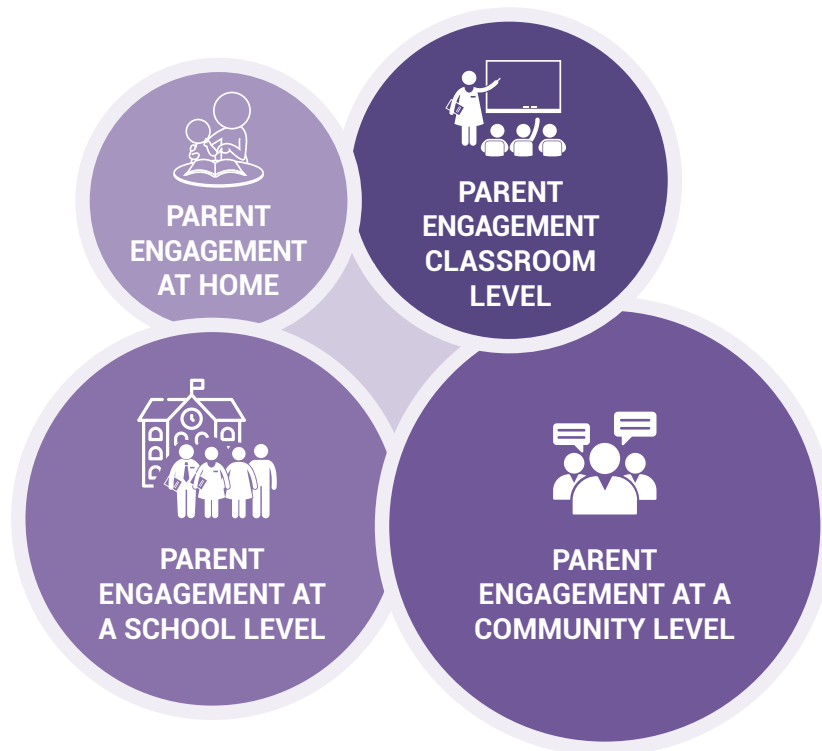 PARENT
ENGAGEMENT
AT HOME
PARENT
ENGAGEMENT
CLASSROOM
LEVEL
PARENT
ENGAGEMENT AT
A SCHOOL LEVEL
PARENT
ENGAGEMENT AT A
COMMUNITY LEVEL